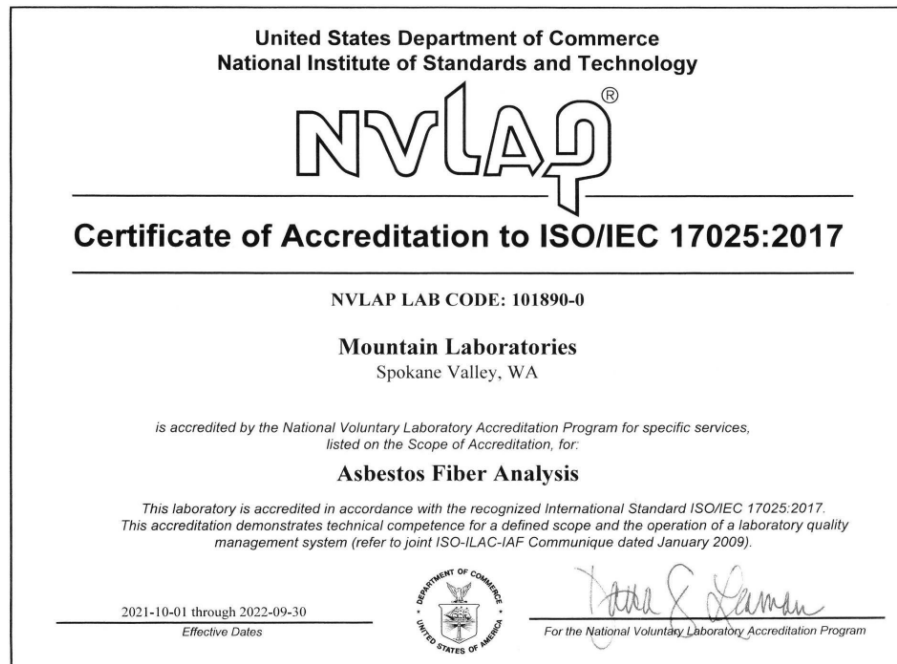 United States Department of Commerce
National Institute of Standards and Technology
NVLAP®
Certificate of Accreditation to ISO/IEC 17025:2017
NVLAP LAB CODE: 101890-0
Mountain Laboratories
Spokane Valley, WA
is accredited by the National Voluntary Laboratory Accreditation Program for specific services,
listed on the Scope of Accreditation, for:
Asbestos Fiber Analysis
This laboratory is accredited in accordance with the recognized International Standard ISO/IEC 17025:2017.
This accreditation demonstrates technical competence for a defined scope and the operation of a laboratory quality
management system (refer to joint ISO-ILAC-IAF Communique dated January 2009).
2021-10-01 through 2022-09-30
Effective Dates
DEPARTMENT OF COMMERCE
UNITED STATES OF AMERICA
For the National Voluntary Laboratory Accreditation Program